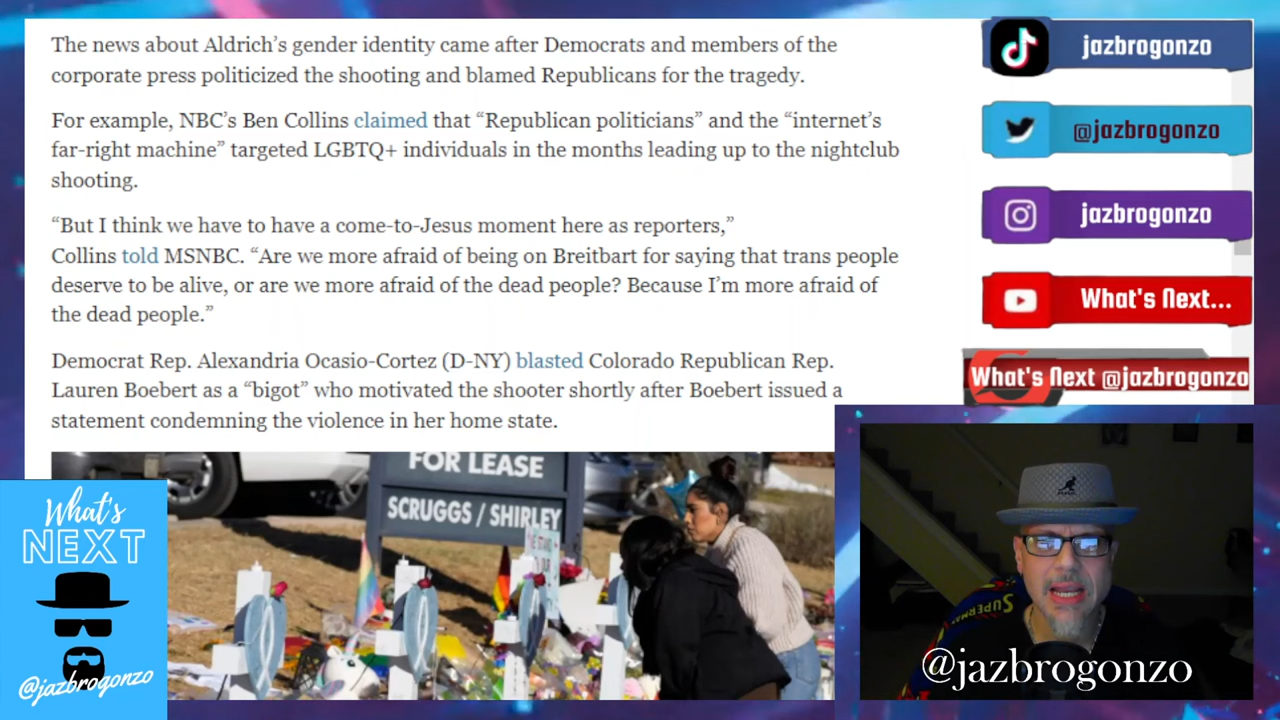 The news about Aldrich’s gender identity came after Democrats and members of the
corporate press politicized the shooting and blamed Republicans for the tragedy.
For example, NBC’s Ben Collins claimed that “Republican politicians” and the “internet’s
far-right machine” targeted LGBTQ+ individuals in the months leading up to the nightclub
shooting.
“But I think we have to have a come-to-Jesus moment here as reporters,”
Collins told MSNBC. “Are we more afraid of being on Breitbart for saying that trans people
deserve to be alive, or are we more afraid of the dead people? Because I’m more afraid of
the dead people.”
Democrat Rep. Alexandria Ocasio-Cortez (D-NY) blasted Colorado Republican Rep.
Lauren Boebert as a “bigot” who motivated the shooter shortly after Boebert issued a
statement condemning the violence in her home state.
jazbrogonzo
@jazbrogonzo
jazbrogonzo
What's Next...
What's Next @jazbrogonzo
FOR LEASE
SCRUGGS / SHIRLEY
What's
NEXT
@jazbrogonzo
SUPERMAN
@jazbrogonzo